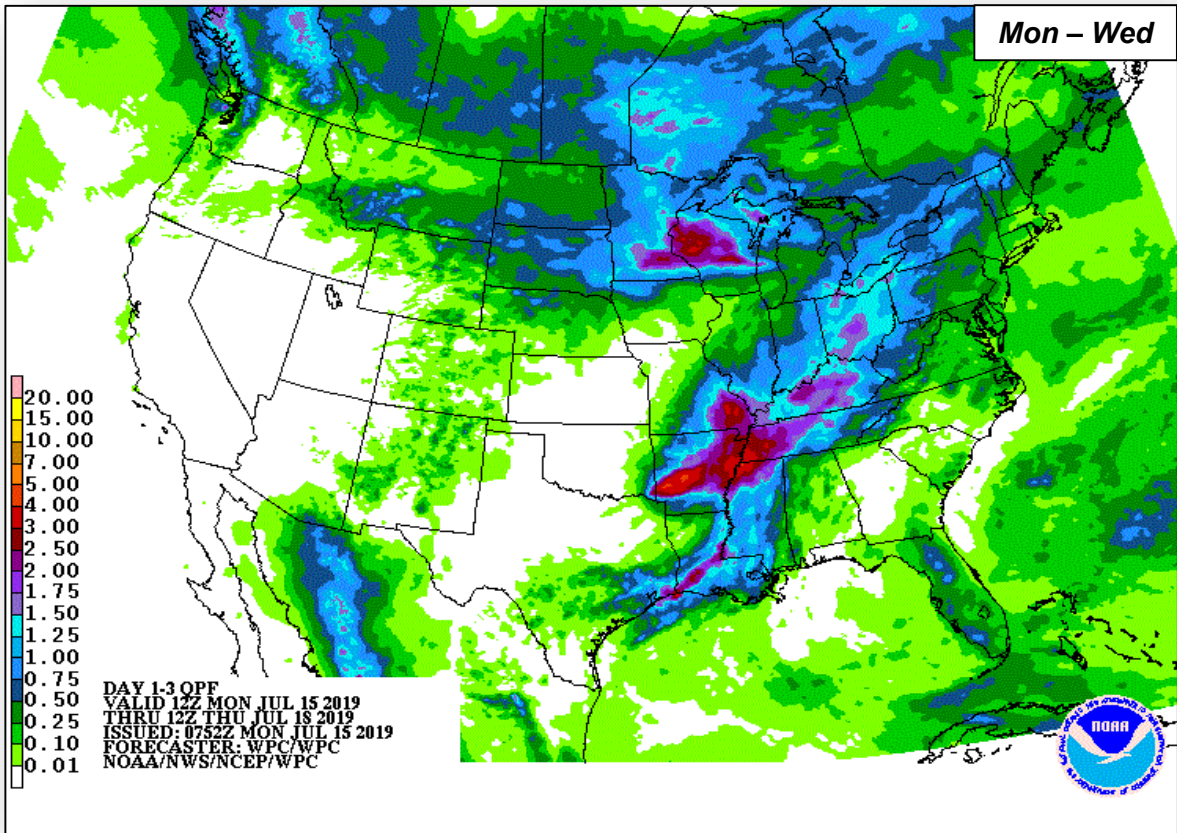 Mon – Wed
20.00
15.00
10.00
7.00
5.00
4.00
3.00
2.50
2.00
1.75
1.50
1.25
1.00
0.75
0.50
0.25
0.10
0.01
DAY 1-3 QPF
VALID 12Z MON JUL 15 2019
THRU 12Z THU JUL 18 2019
ISSUED: 0752Z MON JUL 15 2019
FORECASTER: WPC/WPC
NOAA/NWS/NCEP/WPC
NOAA